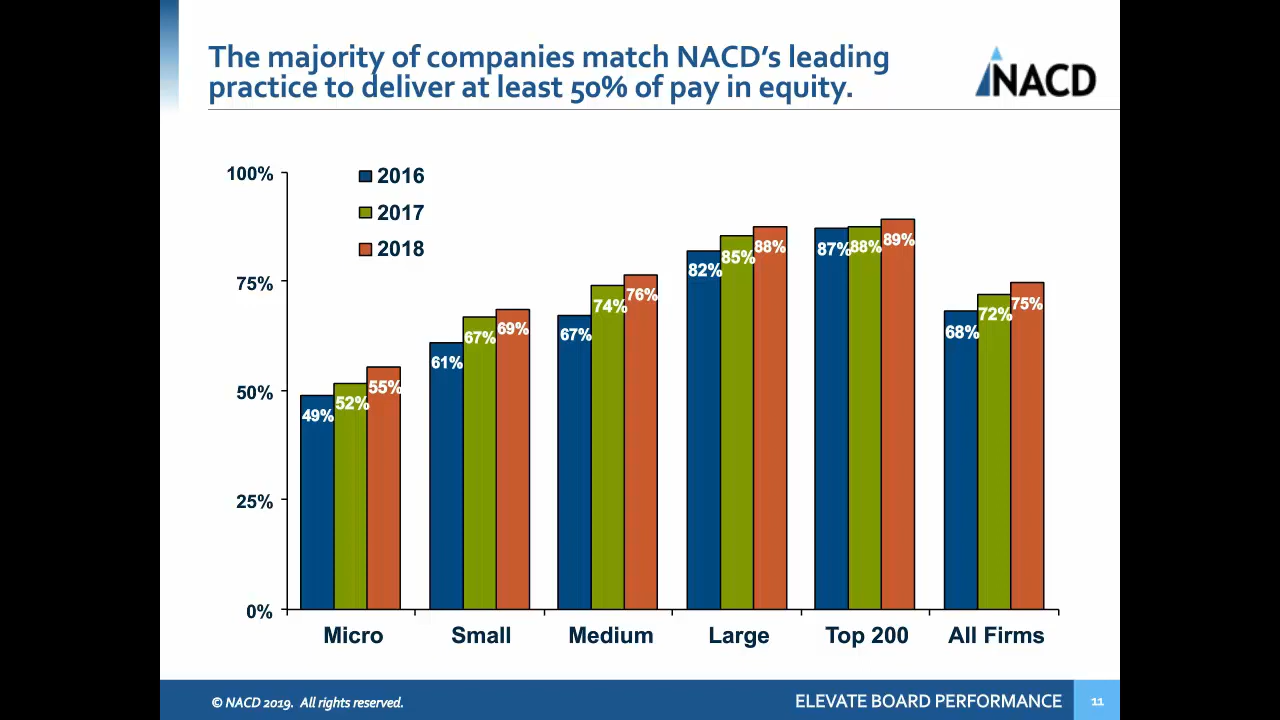 The majority of companies match NACD's leading
practice to deliver at least 50% of pay in equity.
NACD
100%
75%
50%
25%
0%
2016
2017
2018
49% 52% 55%
61% 67% 69%
67% 74% 76%
82% 85% 88%
87% 88% 89%
68% 72% 75%
Micro Small Medium Large Top 200 All Firms
© NACD 2019. All rights reserved.
ELEVATE BOARD PERFORMANCE 11